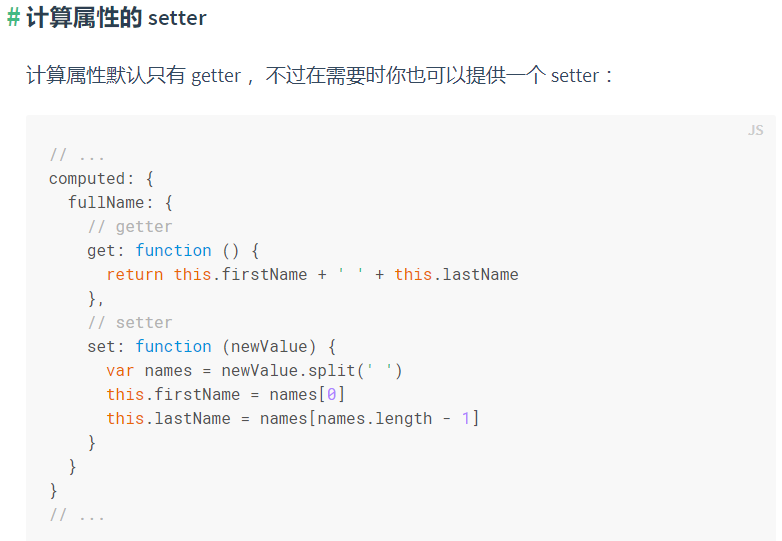 # 计算属性的 setter
计算属性默认只有 getter ，不过在需要时你也可以提供一个 setter：
JS
// ...
computed: {
  fullName: {
    // getter
    get: function () {
      return this.firstName + ' ' + this.lastName
    },
    // setter
    set: function (newValue) {
      var names = newValue.split(' ')
      this.firstName = names[0]
      this.lastName = names[names.length - 1]
    }
  }
}
// ...